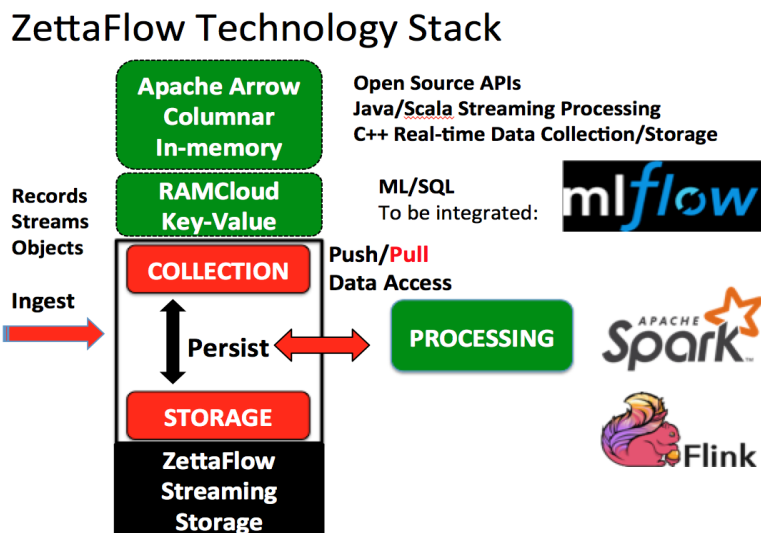 ZettaFlow Technology Stack
Apache Arrow
Columnar
In-memory
Open Source APIs
Java/Scala Streaming Processing
C++ Real-time Data Collection/Storage
RAMCloud
Key-Value
ML/SQL
To be integrated:
mlflow
Records
Streams
Objects
COLLECTION
Push/Pull
Data Access
Ingest
Persist
PROCESSING
APACHE
Spark
TM
STORAGE
Flink
ZettaFlow
Streaming
Storage